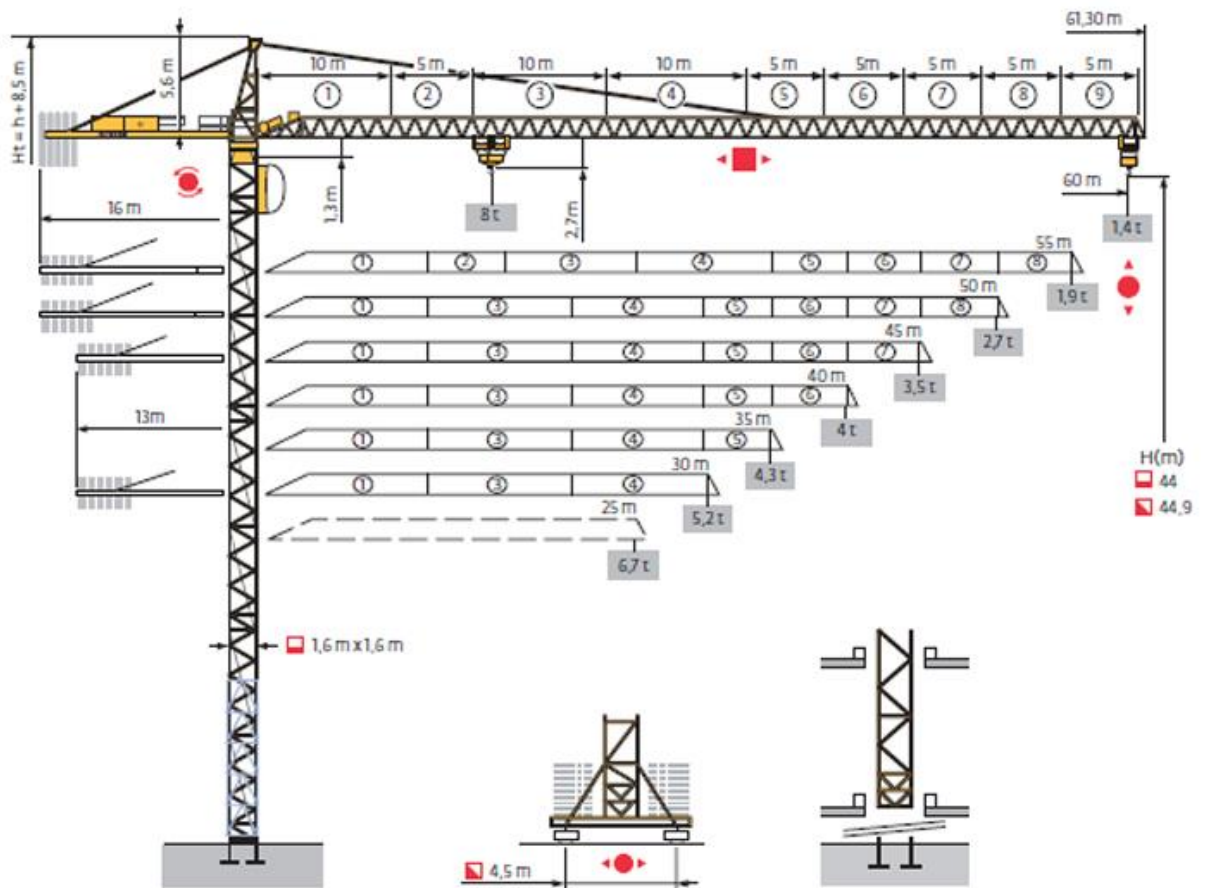 61,30 m
Ht = h + 8,5 m
5,6 m
10 m 5 m 10 m 10 m 5 m 5m 5 m 5 m 5 m
1 2 3 4 5 6 7 8 9
16 m
1,3 m
8 t
2,7 m
60 m
1,4 t
1 2 3 4 5 6 7 8
55 m
1,9 t
1 3 4 5 6 7 8
50 m
2,7 t
1 3 4 5 6 7
45 m
3,5 t
1 3 4 5 6
40 m
4 t
13m
1 3 4 5
35 m
4,3 t
1 3 4
30 m
5,2 t
25 m
6,7 t
H(m)
44
44,9
1,6 m x 1,6 m
4,5 m